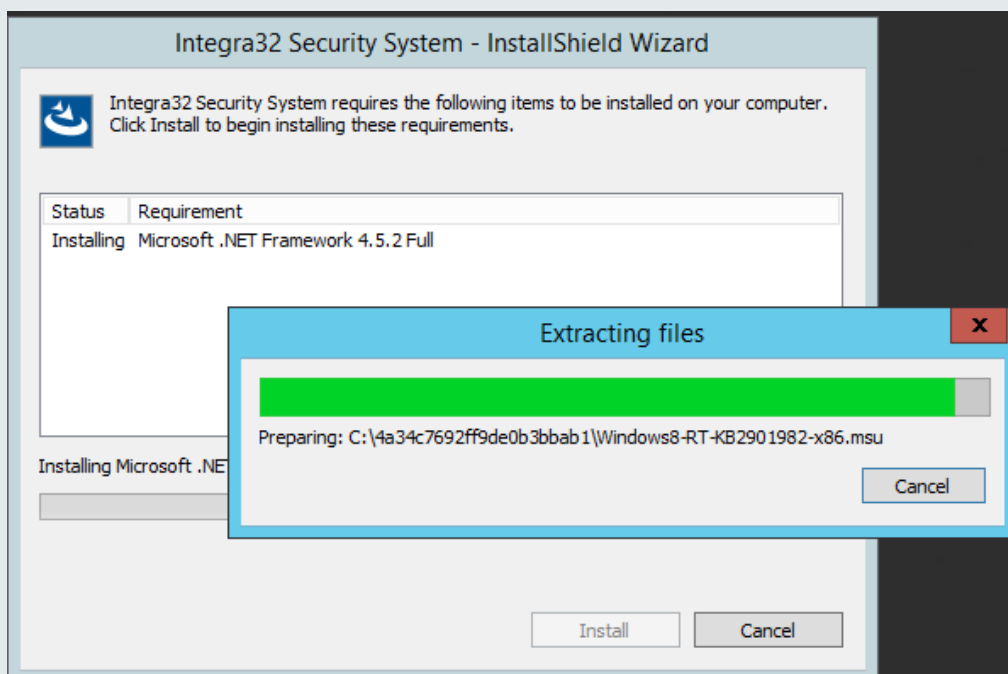 Integra32 Security System - InstallShield Wizard
Integra32 Security System requires the following items to be installed on your computer.
Click Install to begin installing these requirements.
Status Requirement
Installing Microsoft .NET Framework 4.5.2 Full
Extracting files
x
Preparing: C:\4a34c7692ff9de0b3bbab1\Windows8-RT-KB2901982-x86.msu
Cancel
Installing Microsoft .NE
Install Cancel